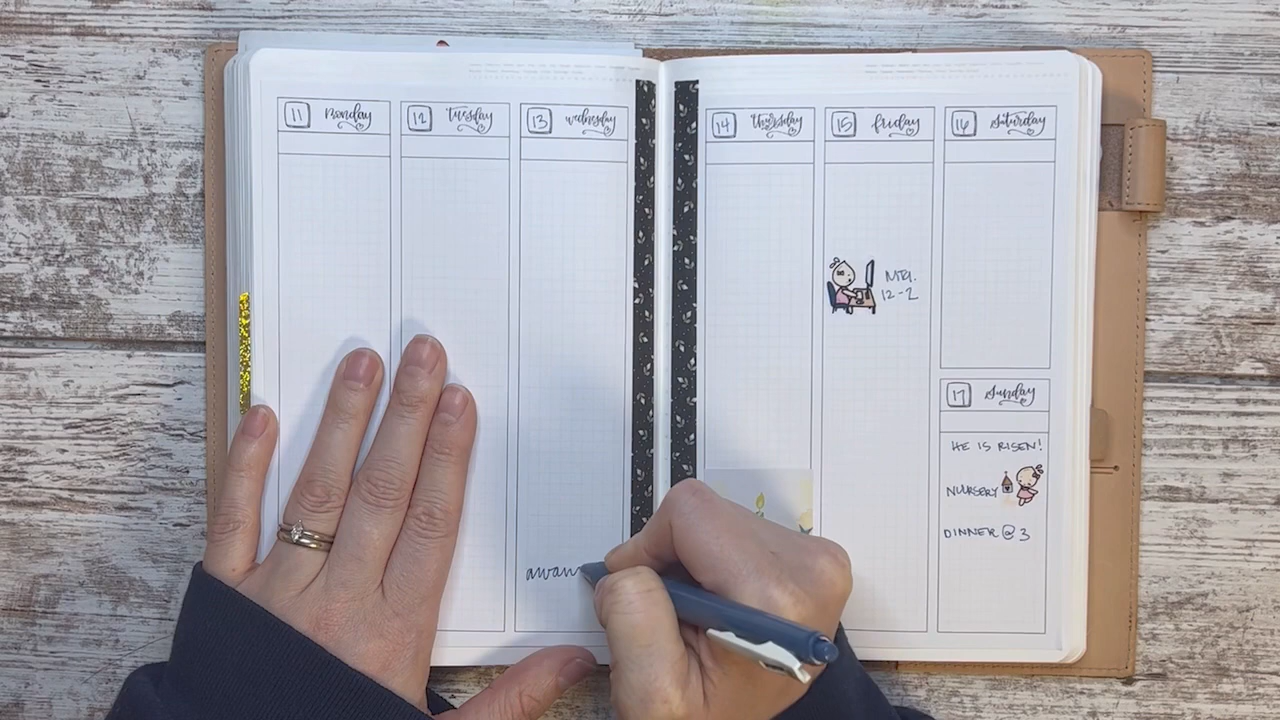 11 Monday
12 Tuesday
13 Wednesday
14 Thursday
15 Friday
16 Saturday
MTG.
12-2
17 Sunday
HE IS RISEN!
NURSERY
DINNER @ 3
awan